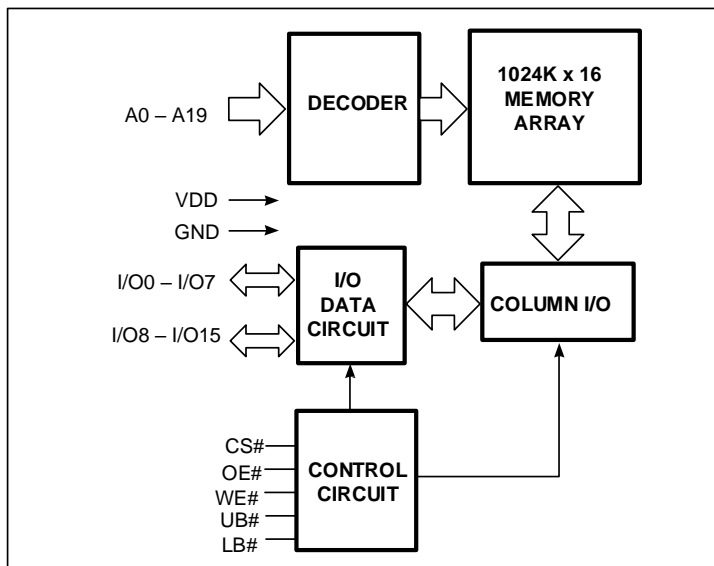 A0 – A19
DECODER
1024K x 16
MEMORY
ARRAY
VDD
GND
I/O0 – I/O7
I/O8 – I/O15
I/O
DATA
CIRCUIT
COLUMN I/O
CS#
OE#
WE#
UB#
LB#
CONTROL
CIRCUIT